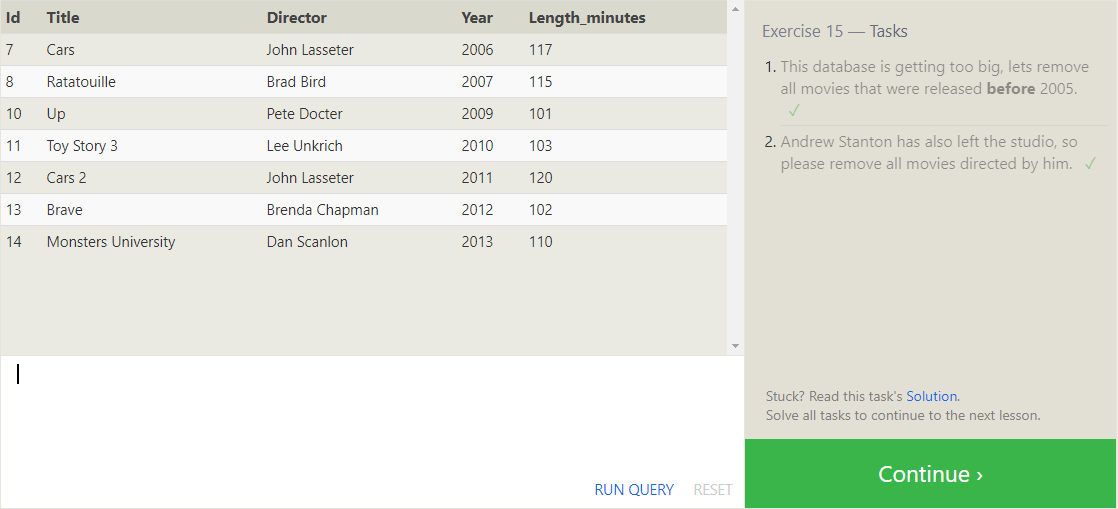 Id Title Director Year Length_minutes
7 Cars John Lasseter 2006 117
8 Ratatouille Brad Bird 2007 115
10 Up Pete Docter 2009 101
11 Toy Story 3 Lee Unkrich 2010 103
12 Cars 2 John Lasseter 2011 120
13 Brave Brenda Chapman 2012 102
14 Monsters University Dan Scanlon 2013 110
RUN QUERY RESET
Exercise 15 — Tasks
1. This database is getting too big, lets remove
all movies that were released before 2005.
✓
2. Andrew Stanton has also left the studio, so
please remove all movies directed by him. ✓
Stuck? Read this task's Solution.
Solve all tasks to continue to the next lesson.
Continue ›